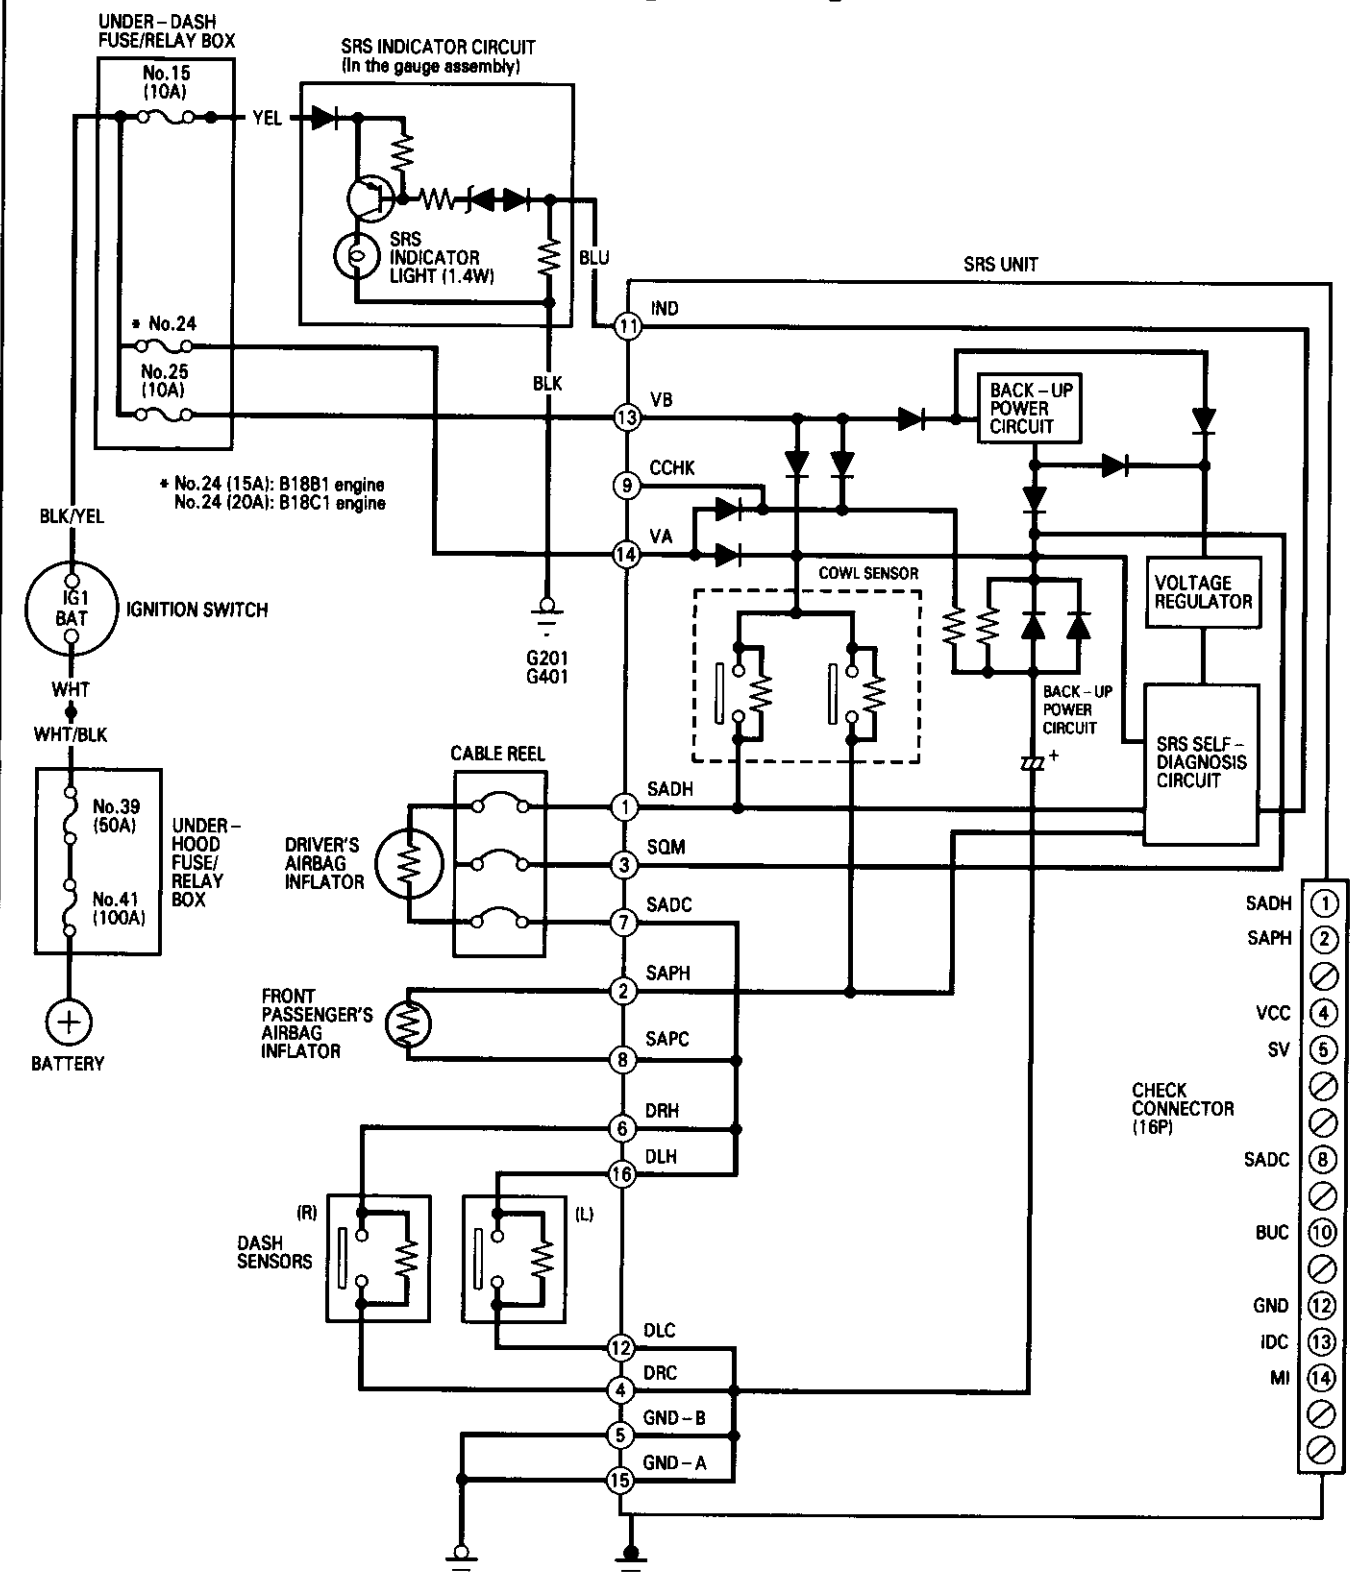 UNDER–DASH
FUSE/RELAY BOX
No.15
(10A)
YEL
SRS INDICATOR CIRCUIT
(In the gauge assembly)
SRS
INDICATOR
LIGHT (1.4W)
BLU
* No.24
No.25
(10A)
BLK
* No.24 (15A): B18B1 engine
No.24 (20A): B18C1 engine
BLK/YEL
IG1
BAT
IGNITION SWITCH
WHT
WHT/BLK
No.39
(50A)
No.41
(100A)
UNDER–
HOOD
FUSE/
RELAY
BOX
+
BATTERY
G201
G401
SRS UNIT
11
IND
13
VB
9
CCHK
14
VA
BACK–UP
POWER
CIRCUIT
COWL SENSOR
VOLTAGE
REGULATOR
BACK–UP
POWER
CIRCUIT
+
SRS SELF–
DIAGNOSIS
CIRCUIT
CABLE REEL
DRIVER'S
AIRBAG
INFLATOR
1
SADH
3
SQM
7
SADC
FRONT
PASSENGER'S
AIRBAG
INFLATOR
2
SAPH
8
SAPC
6
DRH
16
DLH
(R)
(L)
DASH
SENSORS
12
DLC
4
DRC
5
GND–B
15
GND–A
CHECK
CONNECTOR
(16P)
SADH 1
SAPH 2
VCC 4
SV 5
SADC 8
BUC 10
GND 12
IDC 13
MI 14